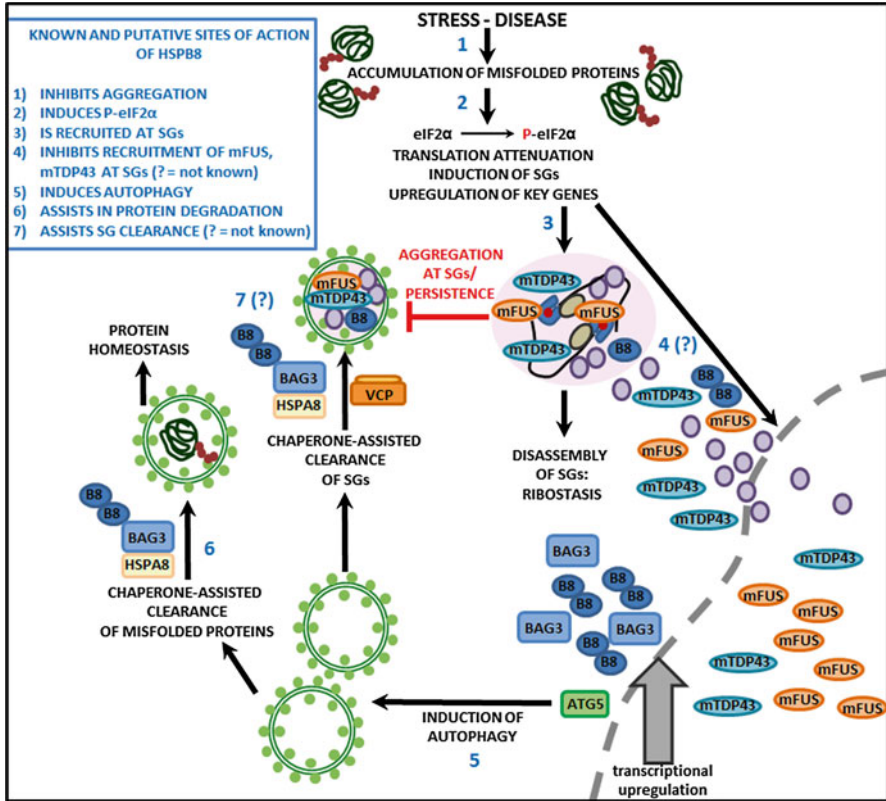 KNOWN AND PUTATIVE SITES OF ACTION
OF HSPB8
1) INHIBITS AGGREGATION
2) INDUCES P-eIF2α
3) IS RECRUITED AT SGs
4) INHIBITS RECRUITMENT OF mFUS,
mTDP43 AT SGs (? = not known)
5) INDUCES AUTOPHAGY
6) ASSISTS IN PROTEIN DEGRADATION
7) ASSISTS SG CLEARANCE (? = not known)
STRESS - DISEASE
1
ACCUMULATION OF MISFOLDED PROTEINS
2
eIF2α P-eIF2α
TRANSLATION ATTENUATION
INDUCTION OF SGs
UPREGULATION OF KEY GENES
3
AGGREGATION
AT SGs/
PERSISTENCE
mTDP43
mFUS
mFUS
mTDP43
B8
4 (?)
B8
B8
mTDP43
mFUS
mFUS
mTDP43
mTDP43
mTDP43
mFUS
mFUS
mFUS
mTDP43
mFUS
mTDP43
mFUS
mFUS
DISASSEMBLY
OF SGs:
RIBOSTASIS
mFUS
mTDP43
B8
7 (?)
B8
B8
BAG3
HSPA8
VCP
CHAPERONE-ASSISTED
CLEARANCE
OF SGs
PROTEIN
HOMEOSTASIS
B8
B8
BAG3
HSPA8
6
CHAPERONE-ASSISTED
CLEARANCE
OF MISFOLDED PROTEINS
BAG3
B8
B8
B8
B8
BAG3
BAG3
B8
B8
ATG5
INDUCTION OF
AUTOPHAGY
5
transcriptional
upregulation